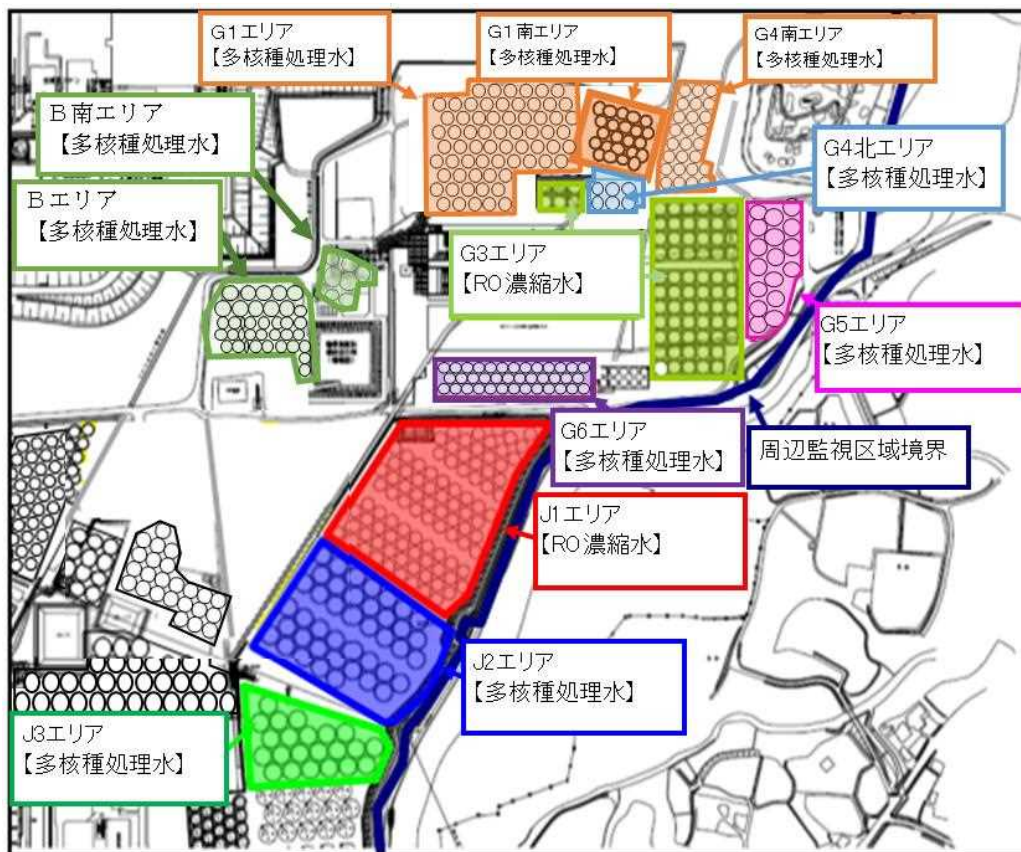 G1エリア
【多核種処理水】
G1南エリア
【多核種処理水】
G4南エリア
【多核種処理水】
B南エリア
【多核種処理水】
G4北エリア
【多核種処理水】
Bエリア
【多核種処理水】
G3エリア
【RO濃縮水】
G5エリア
【多核種処理水】
G6エリア
【多核種処理水】
周辺監視区域境界
J1エリア
【RO濃縮水】
J2エリア
【多核種処理水】
J3エリア
【多核種処理水】